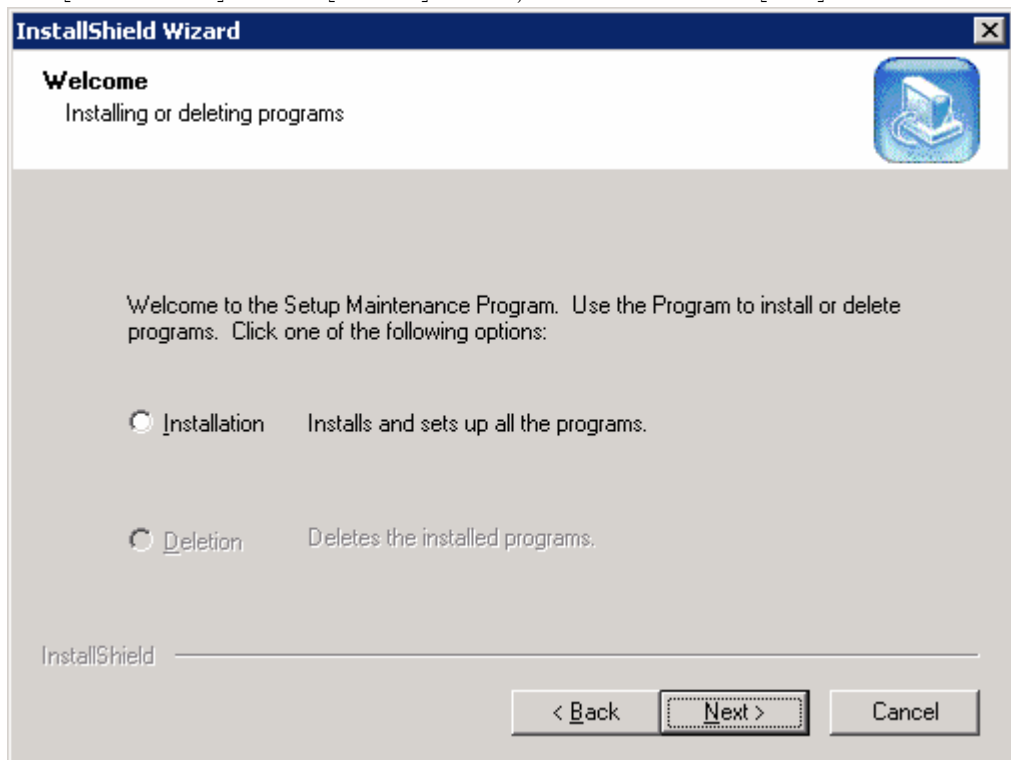 InstallShield Wizard
Welcome
Installing or deleting programs
Welcome to the Setup Maintenance Program. Use the Program to install or delete
programs. Click one of the following options:
Installation Installs and sets up all the programs.
Deletion Deletes the installed programs.
InstallShield
< Back Next > Cancel